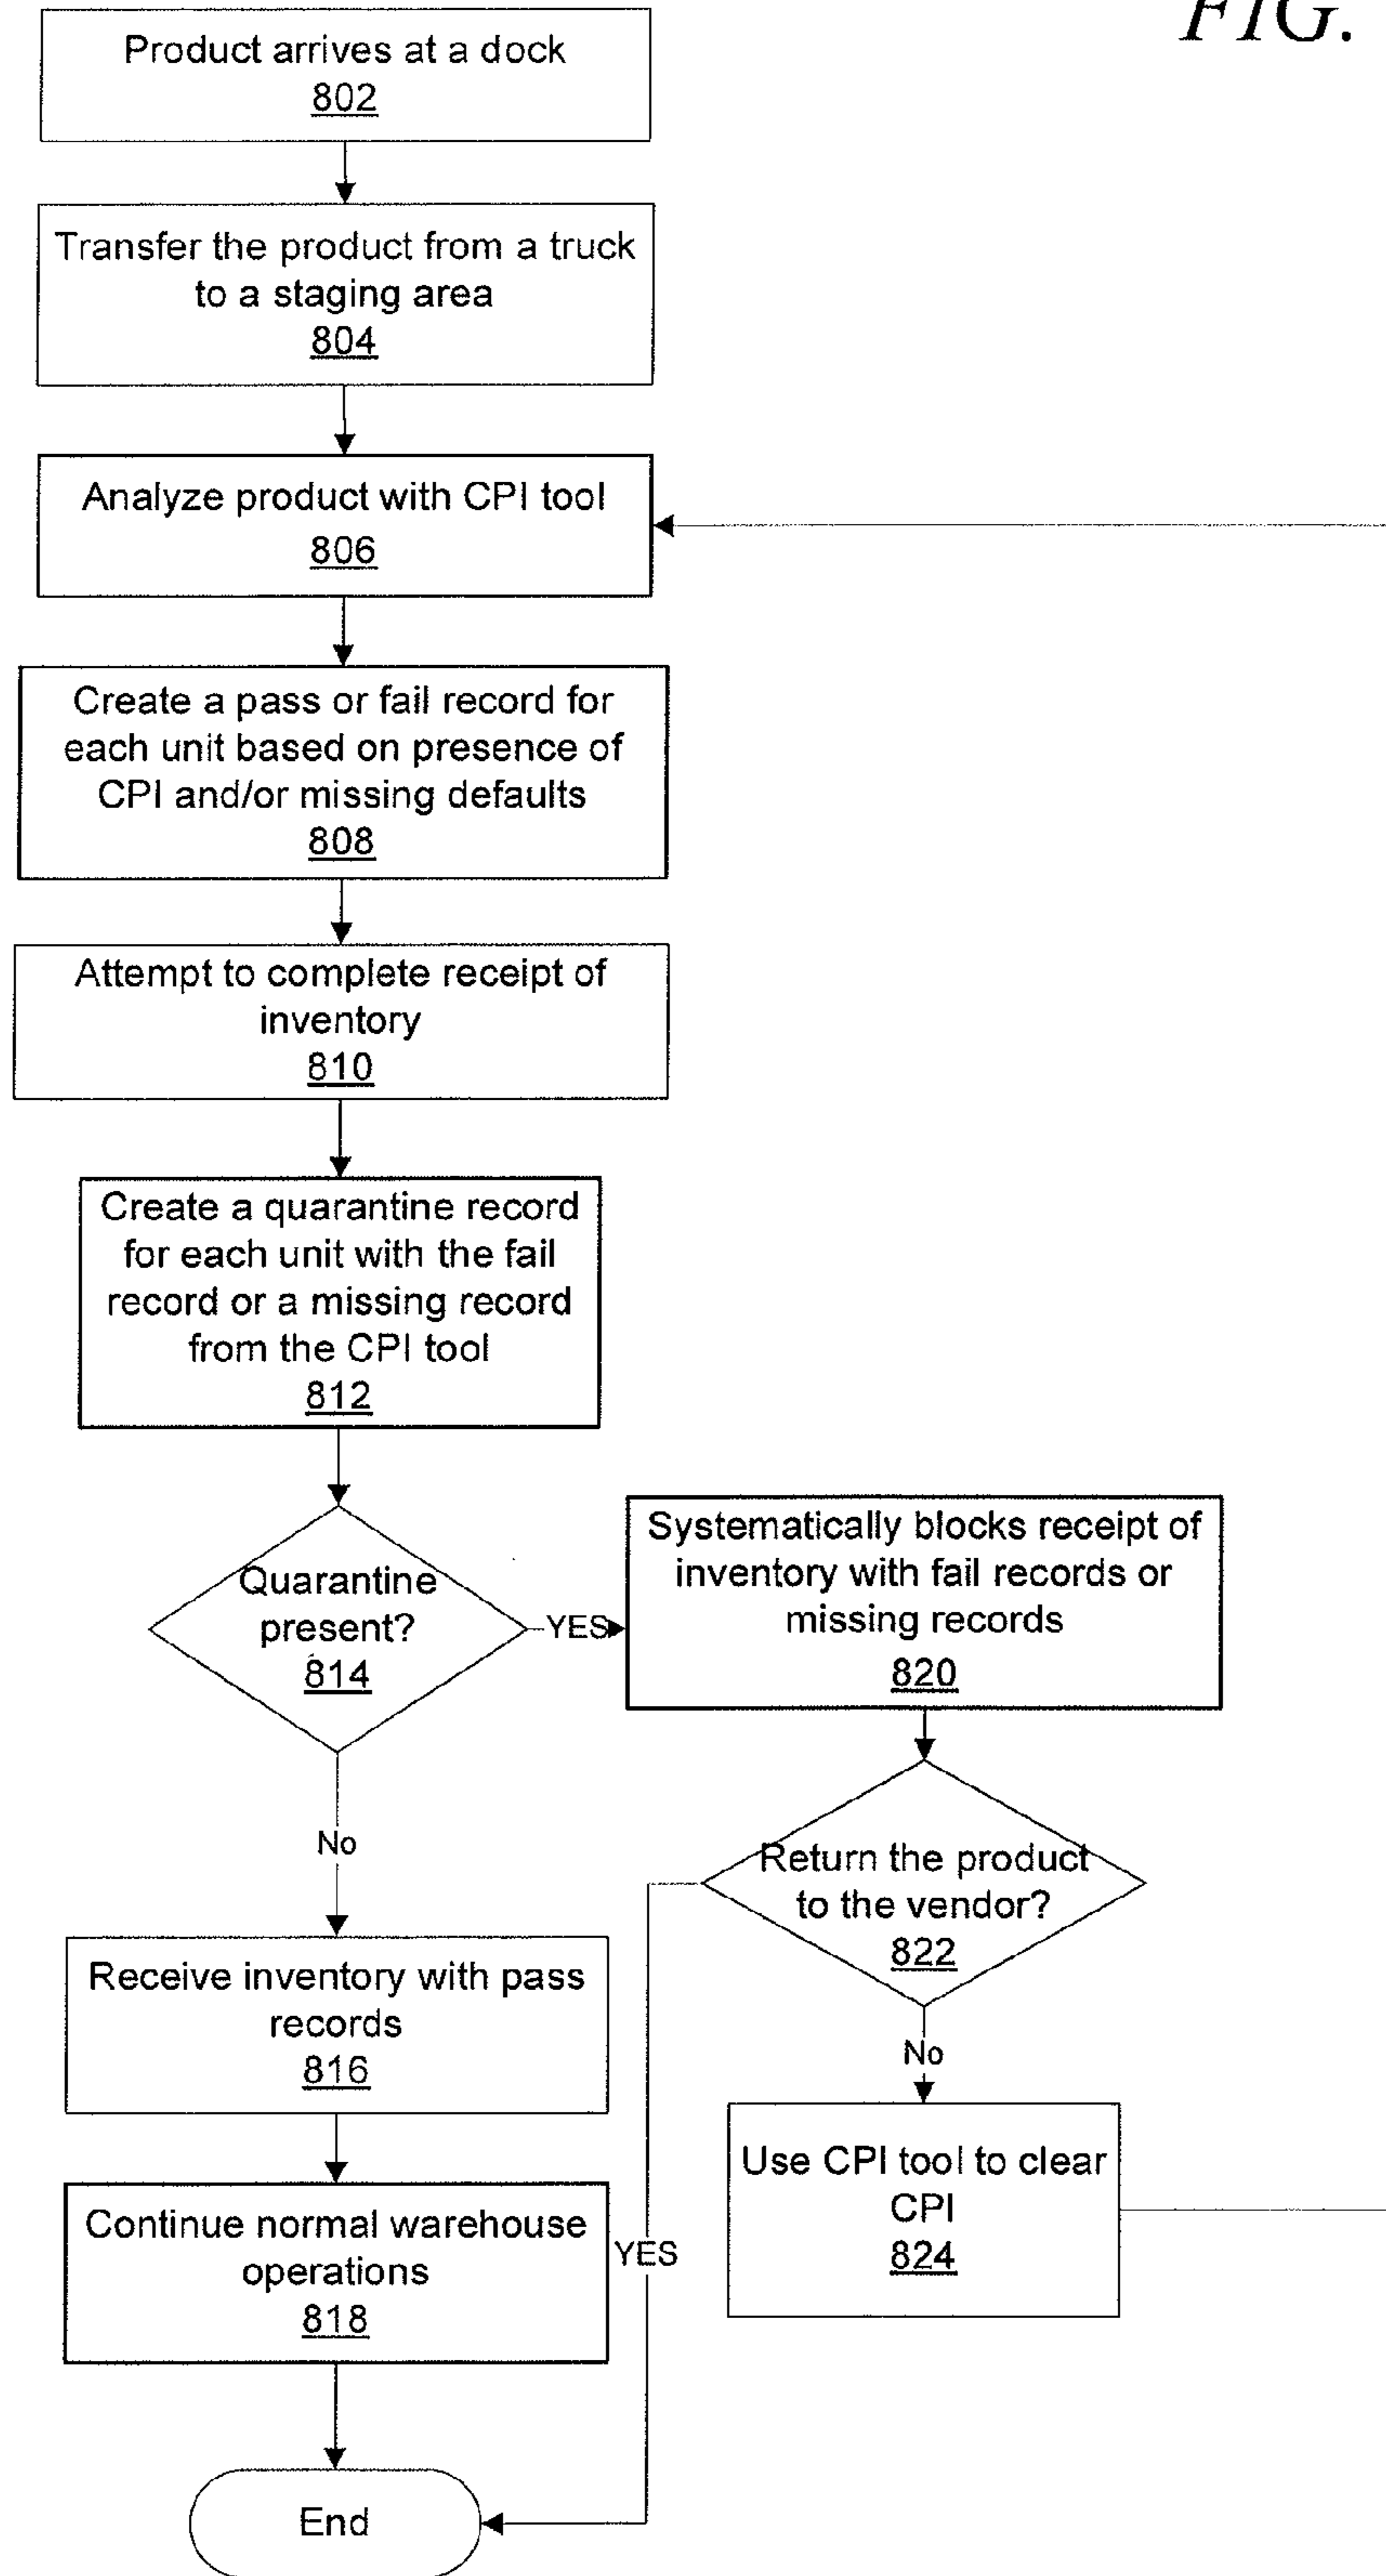 FIG.
Product arrives at a dock
802
Transfer the product from a truck
to a staging area
804
Analyze product with CPI tool
806
Create a pass or fail record for
each unit based on presence of
CPI and/or missing defaults
808
Attempt to complete receipt of
inventory
810
Create a quarantine record
for each unit with the fail
record or a missing record
from the CPI tool
812
Quarantine
present?
814
YES
Systematically blocks receipt of
inventory with fail records or
missing records
820
No
Return the product
to the vendor?
822
Receive inventory with pass
records
816
No
Use CPI tool to clear
CPI
824
Continue normal warehouse
operations
818
YES
End